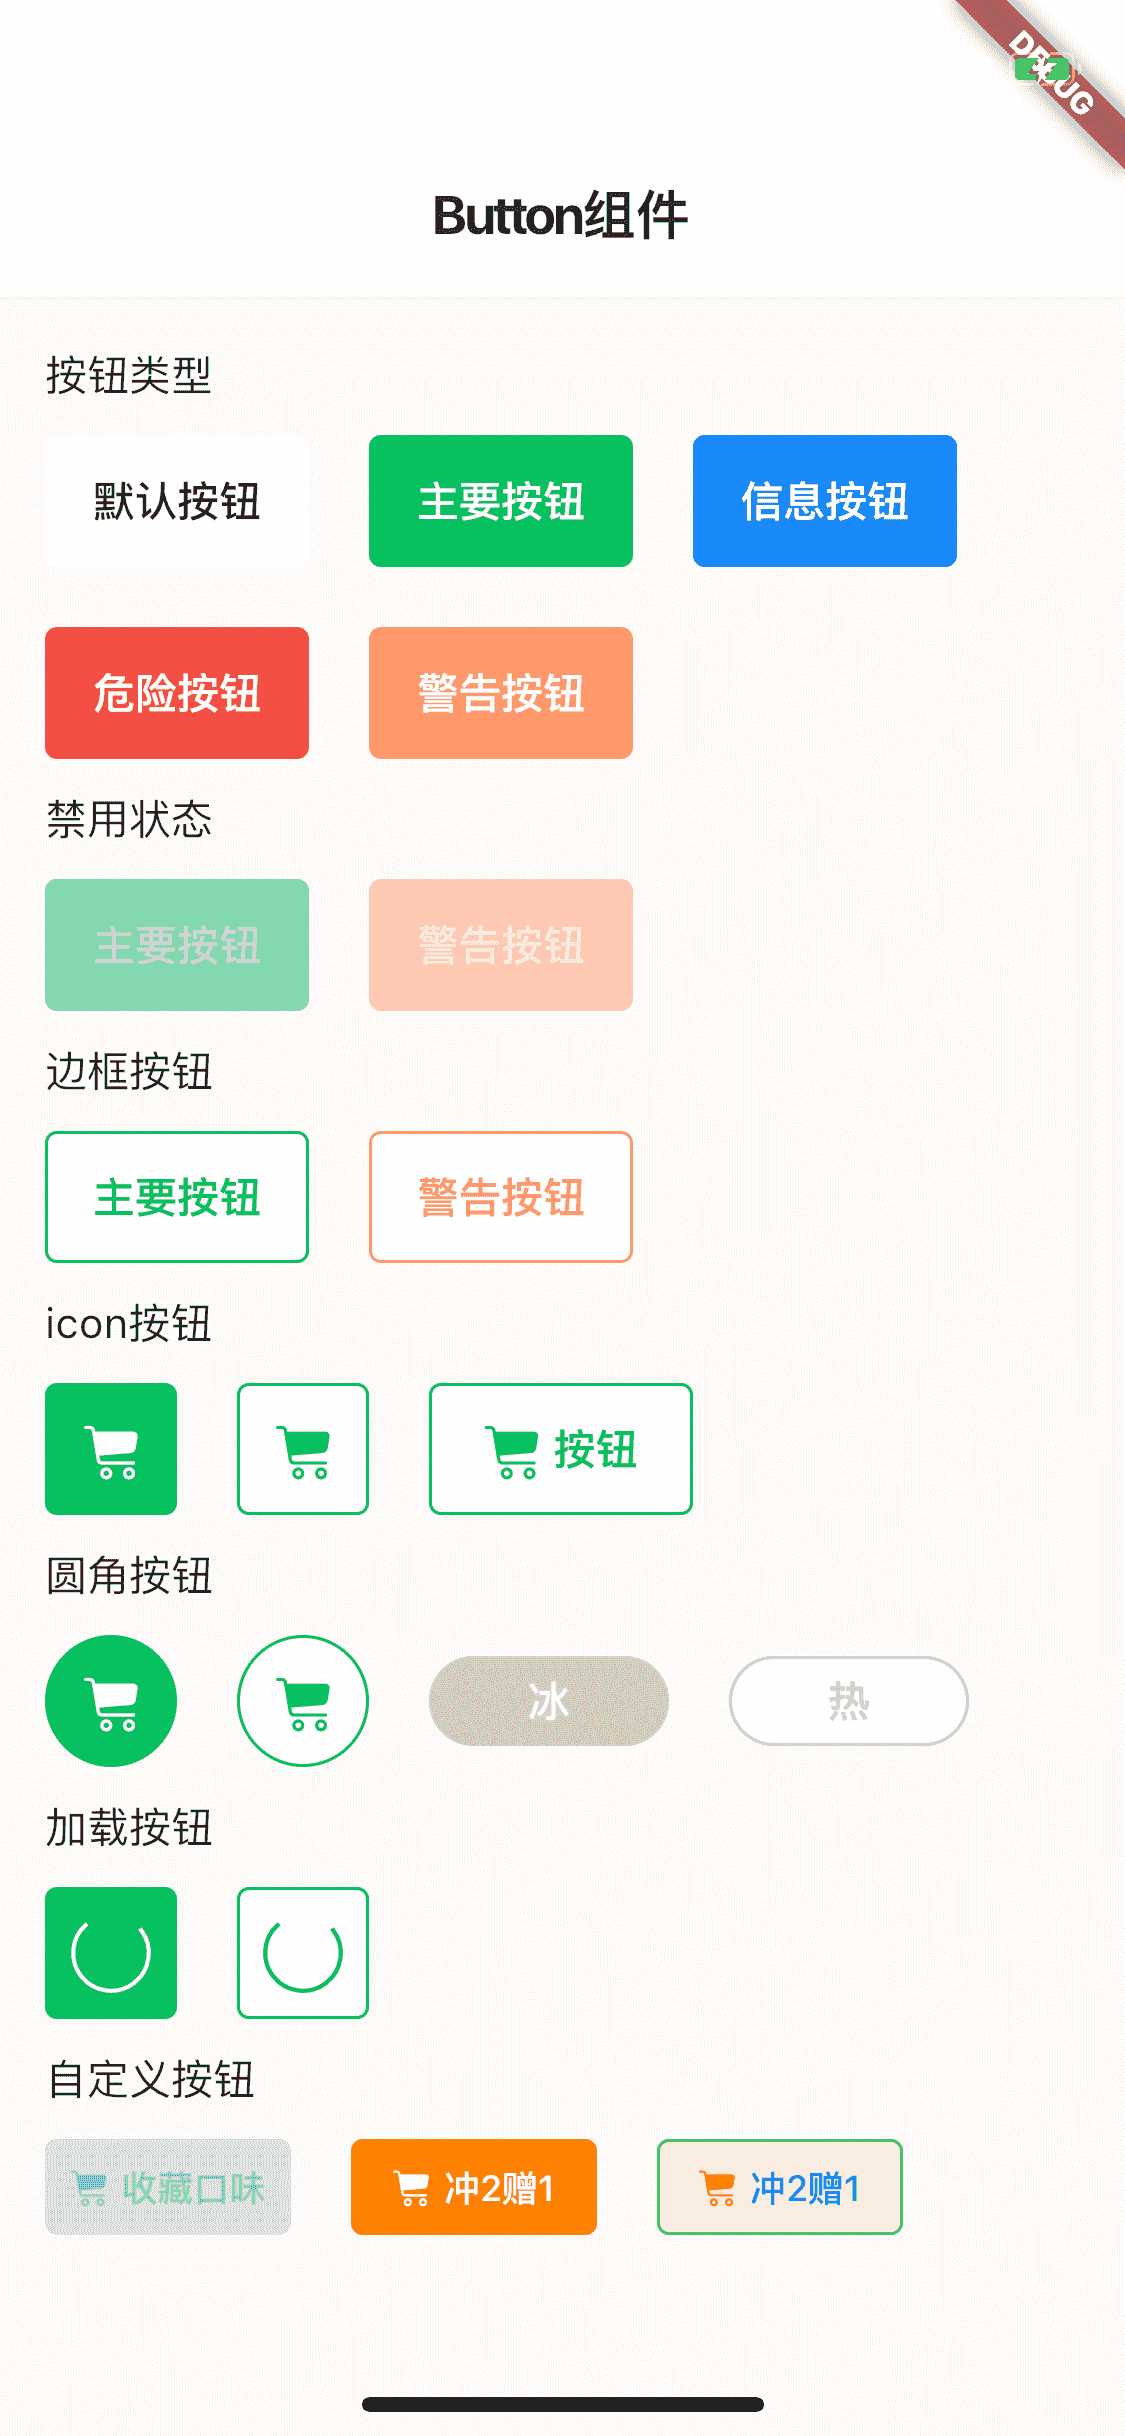 DEBUG
Button组件
按钮类型
默认按钮
主要按钮
信息按钮
危险按钮
警告按钮
禁用状态
主要按钮
警告按钮
边框按钮
主要按钮
警告按钮
icon按钮
按钮
圆角按钮
冰
热
加载按钮
自定义按钮
收藏口味
冲2赠1
冲2赠1